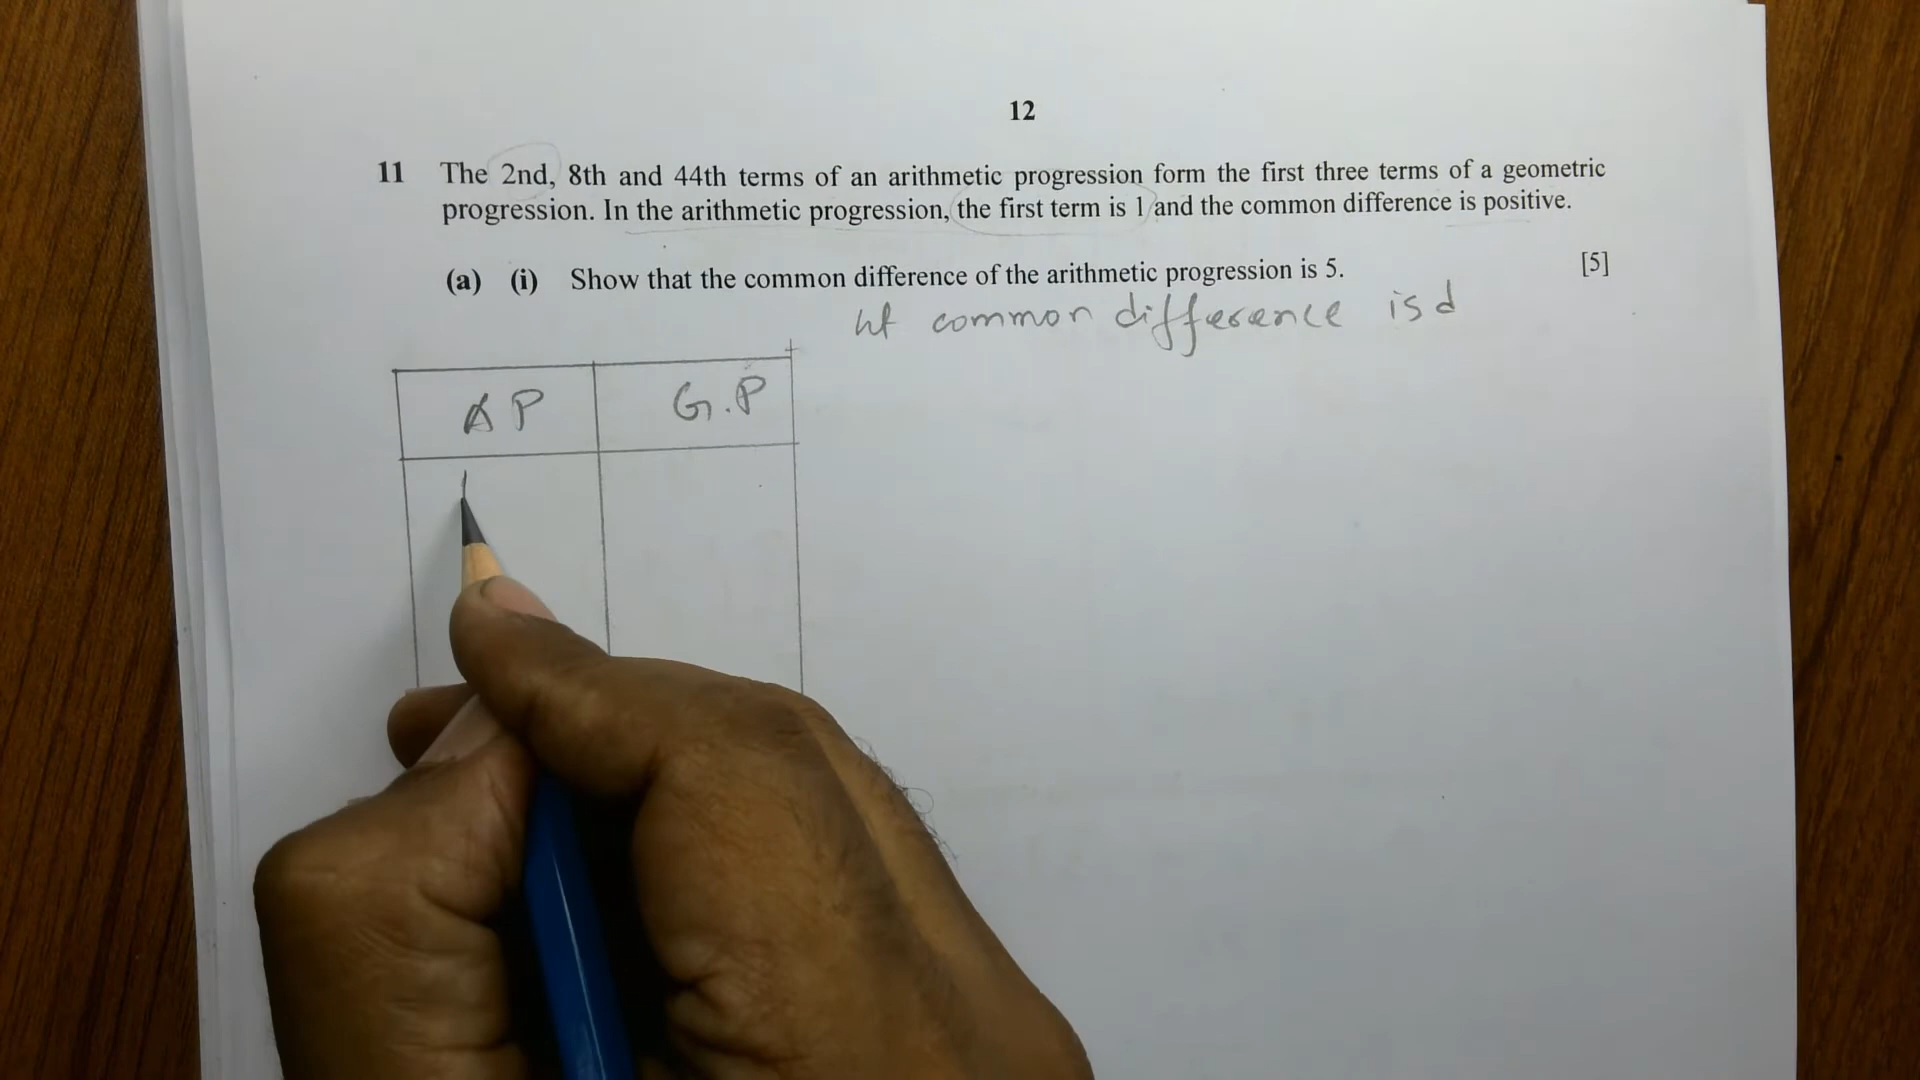 12
11 The 2nd, 8th and 44th terms of an arithmetic progression form the first three terms of a geometric
progression. In the arithmetic progression, the first term is 1 and the common difference is positive.
(a) (i) Show that the common difference of the arithmetic progression is 5. [5]
common difference is d
A P G.P
1